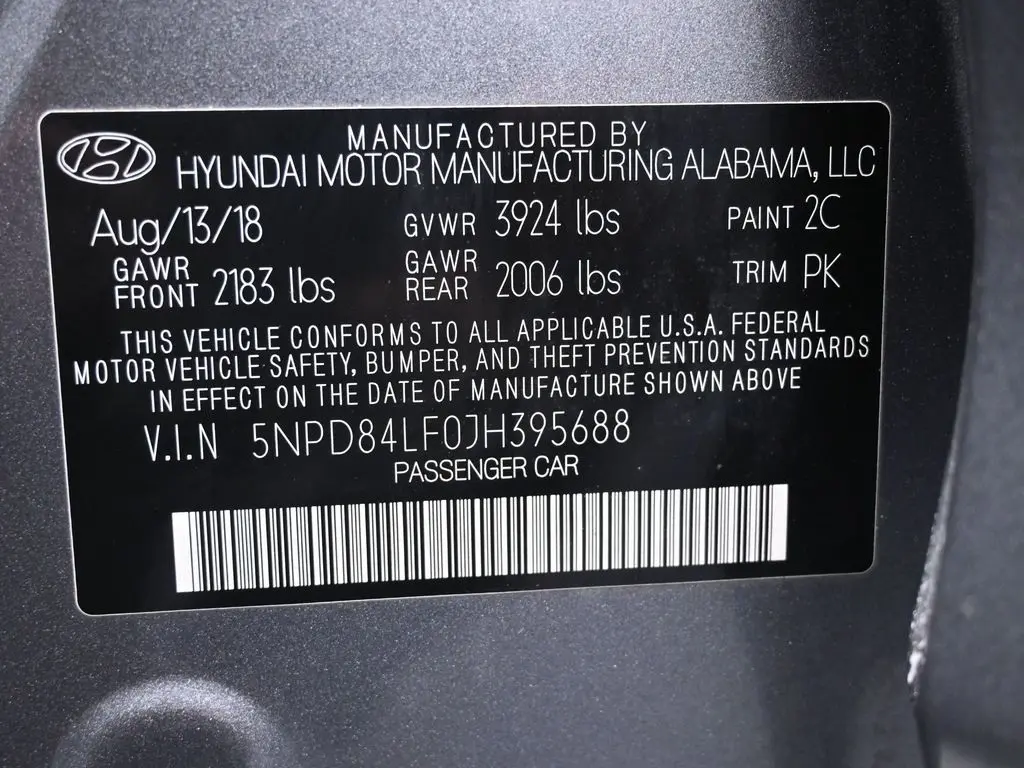 MANUFACTURED BY
HYUNDAI MOTOR MANUFACTURING ALABAMA, LLC
Aug/13/18 GVWR 3924 lbs PAINT 2C
GAWR FRONT 2183 lbs GAWR REAR 2006 lbs TRIM PK
THIS VEHICLE CONFORMS TO ALL APPLICABLE U.S.A. FEDERAL
MOTOR VEHICLE SAFETY, BUMPER, AND THEFT PREVENTION STANDARDS
IN EFFECT ON THE DATE OF MANUFACTURE SHOWN ABOVE
V.I.N 5NPD84LF0JH395688
PASSENGER CAR